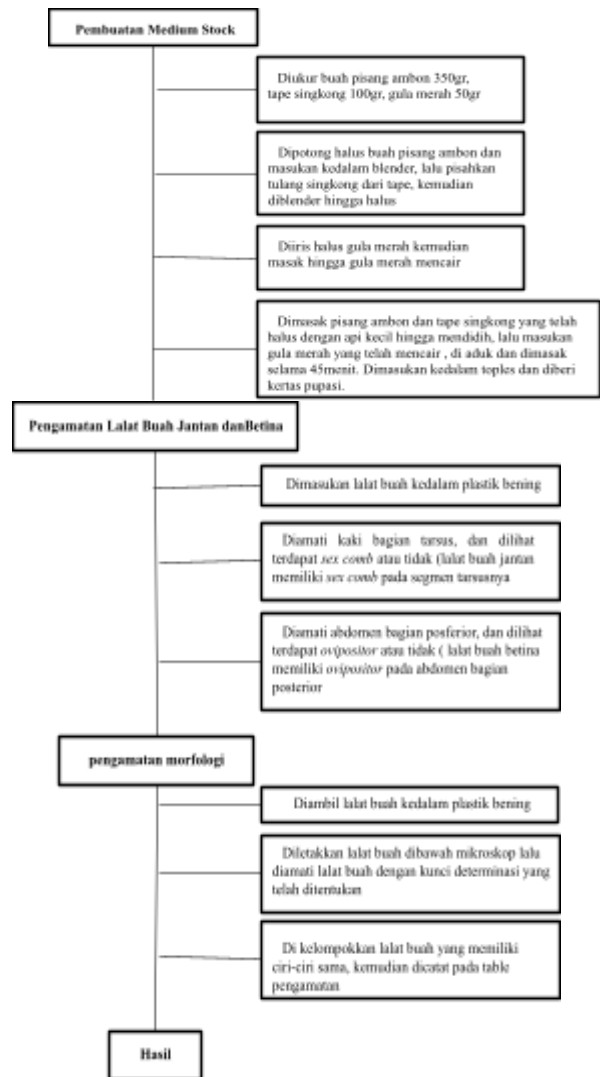 Pembuatan Medium Stock
Diukur buah pisang ambon 350gr,
tape singkong 100gr, gula merah 50gr
Dipotong halus buah pisang ambon dan
masukan kedalam blender, lalu pisahkan
tulang singkong dari tape, kemudian
diblender hingga halus
Diiris halus gula merah kemudian
masak hingga gula merah mencair
Dimasak pisang ambon dan tape singkong yang telah
halus dengan api kecil hingga mendidih, lalu masukan
gula merah yang telah mencair , di aduk dan dimasak
selama 45menit. Dimasukan kedalam toples dan diberi
kertas pupasi.
Pengamatan Lalat Buah Jantan danBetina
Dimasukan lalat buah kedalam plastik bening
Diamati kaki bagian tarsus, dan dilihat
terdapat sex comb atau tidak (lalat buah jantan
memiliki sex comb pada segmen tarsusnya
Diamati abdomen bagian posferior, dan dilihat
terdapat ovipositor atau tidak ( lalat buah betina
memiliki ovipositor pada abdomen bagian
posterior
pengamatan morfologi
Diambil lalat buah kedalam plastik bening
Diletakkan lalat buah dibawah mikroskop lalu
diamati lalat buah dengan kunci determinasi yang
telah ditentukan
Di kelompokkan lalat buah yang memiliki
ciri-ciri sama, kemudian dicatat pada table
pengamatan
Hasil